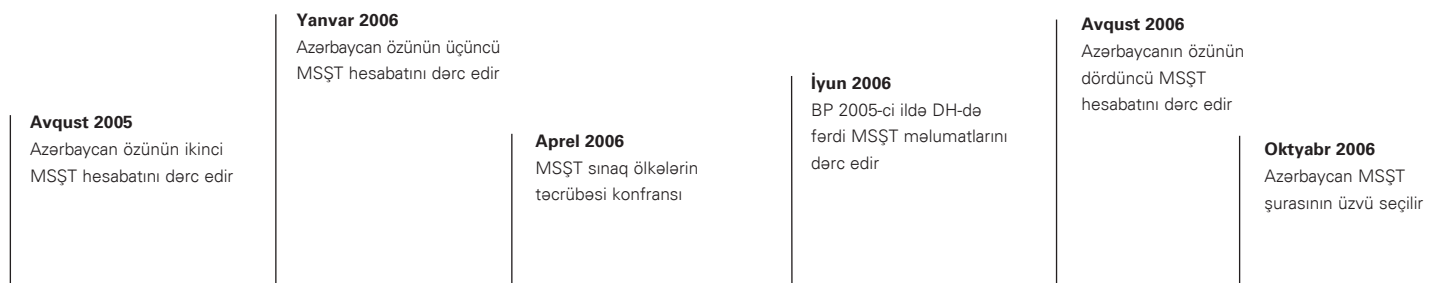 Avqust 2005
Azərbaycan özünün ikinci
MSŞT hesabatını dərc edir
Yanvar 2006
Azərbaycan özünün üçüncü
MSŞT hesabatını dərc edir
Aprel 2006
MSŞT sınaq ölkələrin
təcrübəsi konfransı
İyun 2006
BP 2005-ci ildə DH-də
fərdi MSŞT məlumatlarını
dərc edir
Avqust 2006
Azərbaycanın özünün
dördüncü MSŞT
hesabatını dərc edir
Oktyabr 2006
Azərbaycan MSŞT
şurasının üzvü seçilir